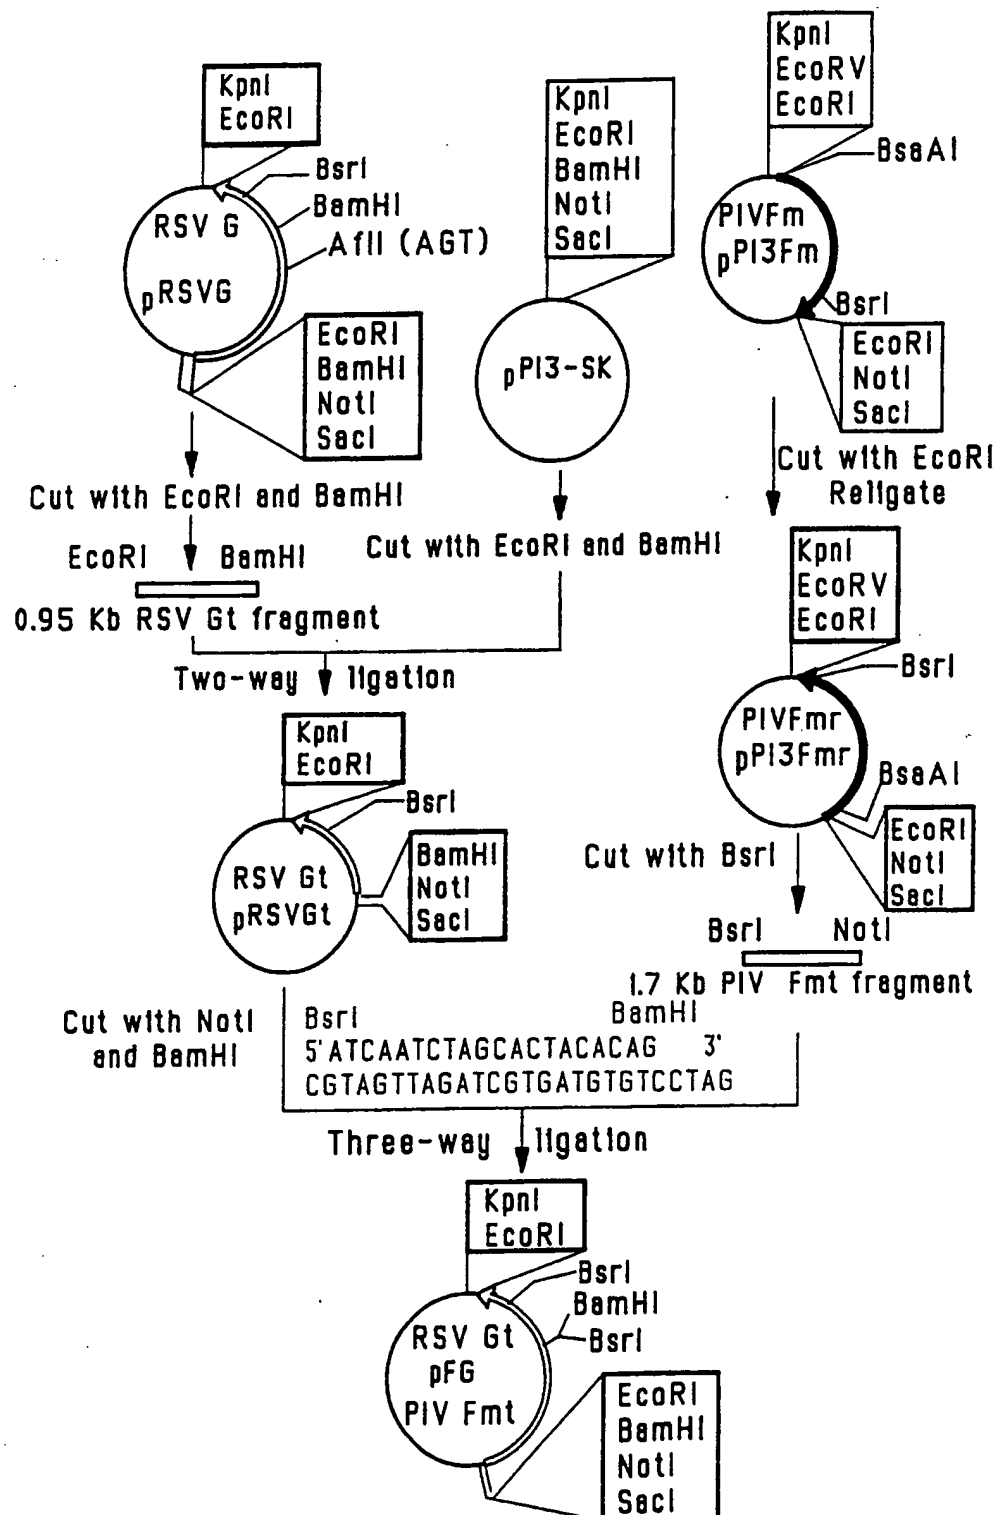 KpnI
EcoRI
BsrI
BamHI
AflI (AGT)
RSV G
pRSVG
EcoRI
BamHI
NotI
SacI
Cut with EcoRI and BamHI
EcoRI BamHI
0.95 Kb RSV Gt fragment
KpnI
EcoRI
BamHI
NotI
SacI
pPI3-SK
Cut with EcoRI and BamHI
KpnI
EcoRV
EcoRI
BsaAI
PIVFm
pPI3Fm
BsrI
EcoRI
NotI
SacI
Cut with EcoRI
Religate
KpnI
EcoRV
EcoRI
BsrI
PIVFmr
pPI3Fmr
BsaAI
EcoRI
NotI
SacI
Cut with BsrI
BsrI NotI
1.7 Kb PIV Fmt fragment
Two-way ligation
KpnI
EcoRI
BsrI
RSV Gt
pRSVGt
BamHI
NotI
SacI
Cut with NotI
and BamHI
BsrI BamHI
5'ATCAATCTAGCACTACACAG 3'
CGTAGTTAGATCGTGATGTGTCCTAG
Three-way ligation
KpnI
EcoRI
BsrI
BamHI
BsrI
RSV Gt
pFG
PIV Fmt
EcoRI
BamHI
NotI
SacI